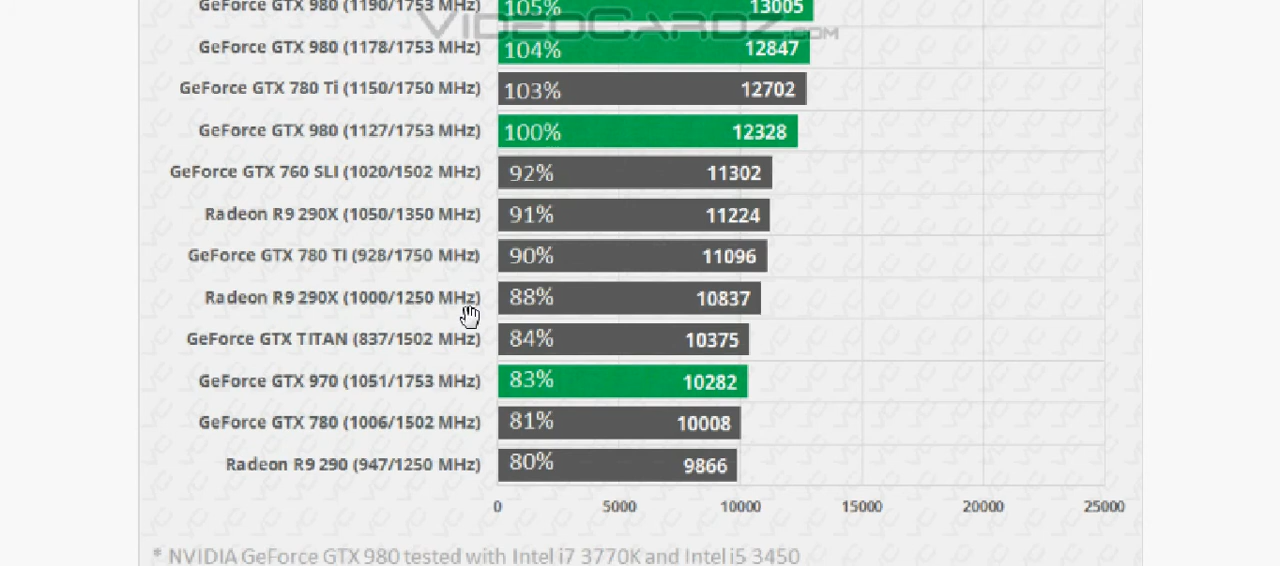 GeForce GTX 980 (1190/1753 MHz) 105% 13005
VIDEOCARDZ.COM
GeForce GTX 980 (1178/1753 MHz) 104% 12847
GeForce GTX 780 Ti (1150/1750 MHz) 103% 12702
GeForce GTX 980 (1127/1753 MHz) 100% 12328
GeForce GTX 760 SLI (1020/1502 MHz) 92% 11302
Radeon R9 290X (1050/1350 MHz) 91% 11224
GeForce GTX 780 TI (928/1750 MHz) 90% 11096
Radeon R9 290X (1000/1250 MHz) 88% 10837
GeForce GTX TITAN (837/1502 MHz) 84% 10375
GeForce GTX 970 (1051/1753 MHz) 83% 10282
GeForce GTX 780 (1006/1502 MHz) 81% 10008
Radeon R9 290 (947/1250 MHz) 80% 9866
0 5000 10000 15000 20000 25000
* NVIDIA GeForce GTX 980 tested with Intel i7 3770K and Intel i5 3450